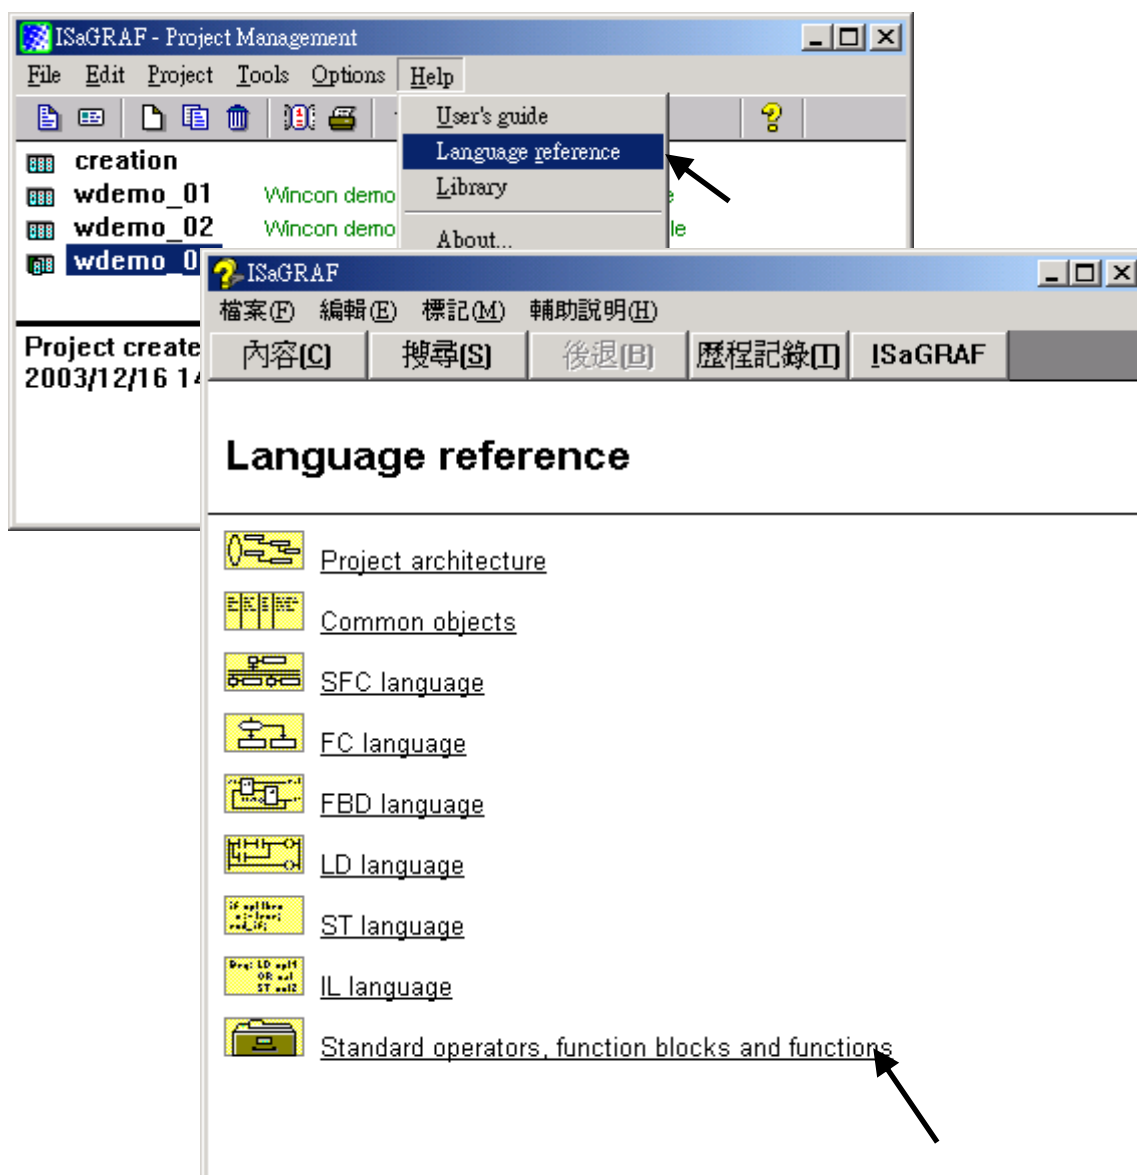 ISaGRAF - Project Management
File Edit Project Tools Options Help
User's guide
Language reference
Library
About...
creation
wdemo_01 Wincon demo
wdemo_02 Wincon demo le
wdemo_0
Project create
2003/12/16 14
ISaGRAF
檔案(F) 編輯(E) 標記(M) 輔助說明(H)
內容(C) 搜尋(S) 後退(B) 歷程記錄(T) ISaGRAF
Language reference
Project architecture
Common objects
SFC language
FC language
FBD language
LD language
ST language
IL language
Standard operators, function blocks and functions